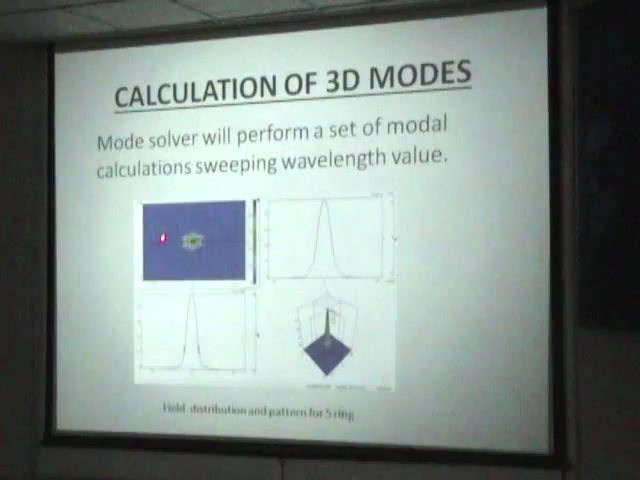 CALCULATION OF 3D MODES
Mode solver will perform a set of modal
calculations sweeping wavelength value.
Field distribution and pattern for 5 ring